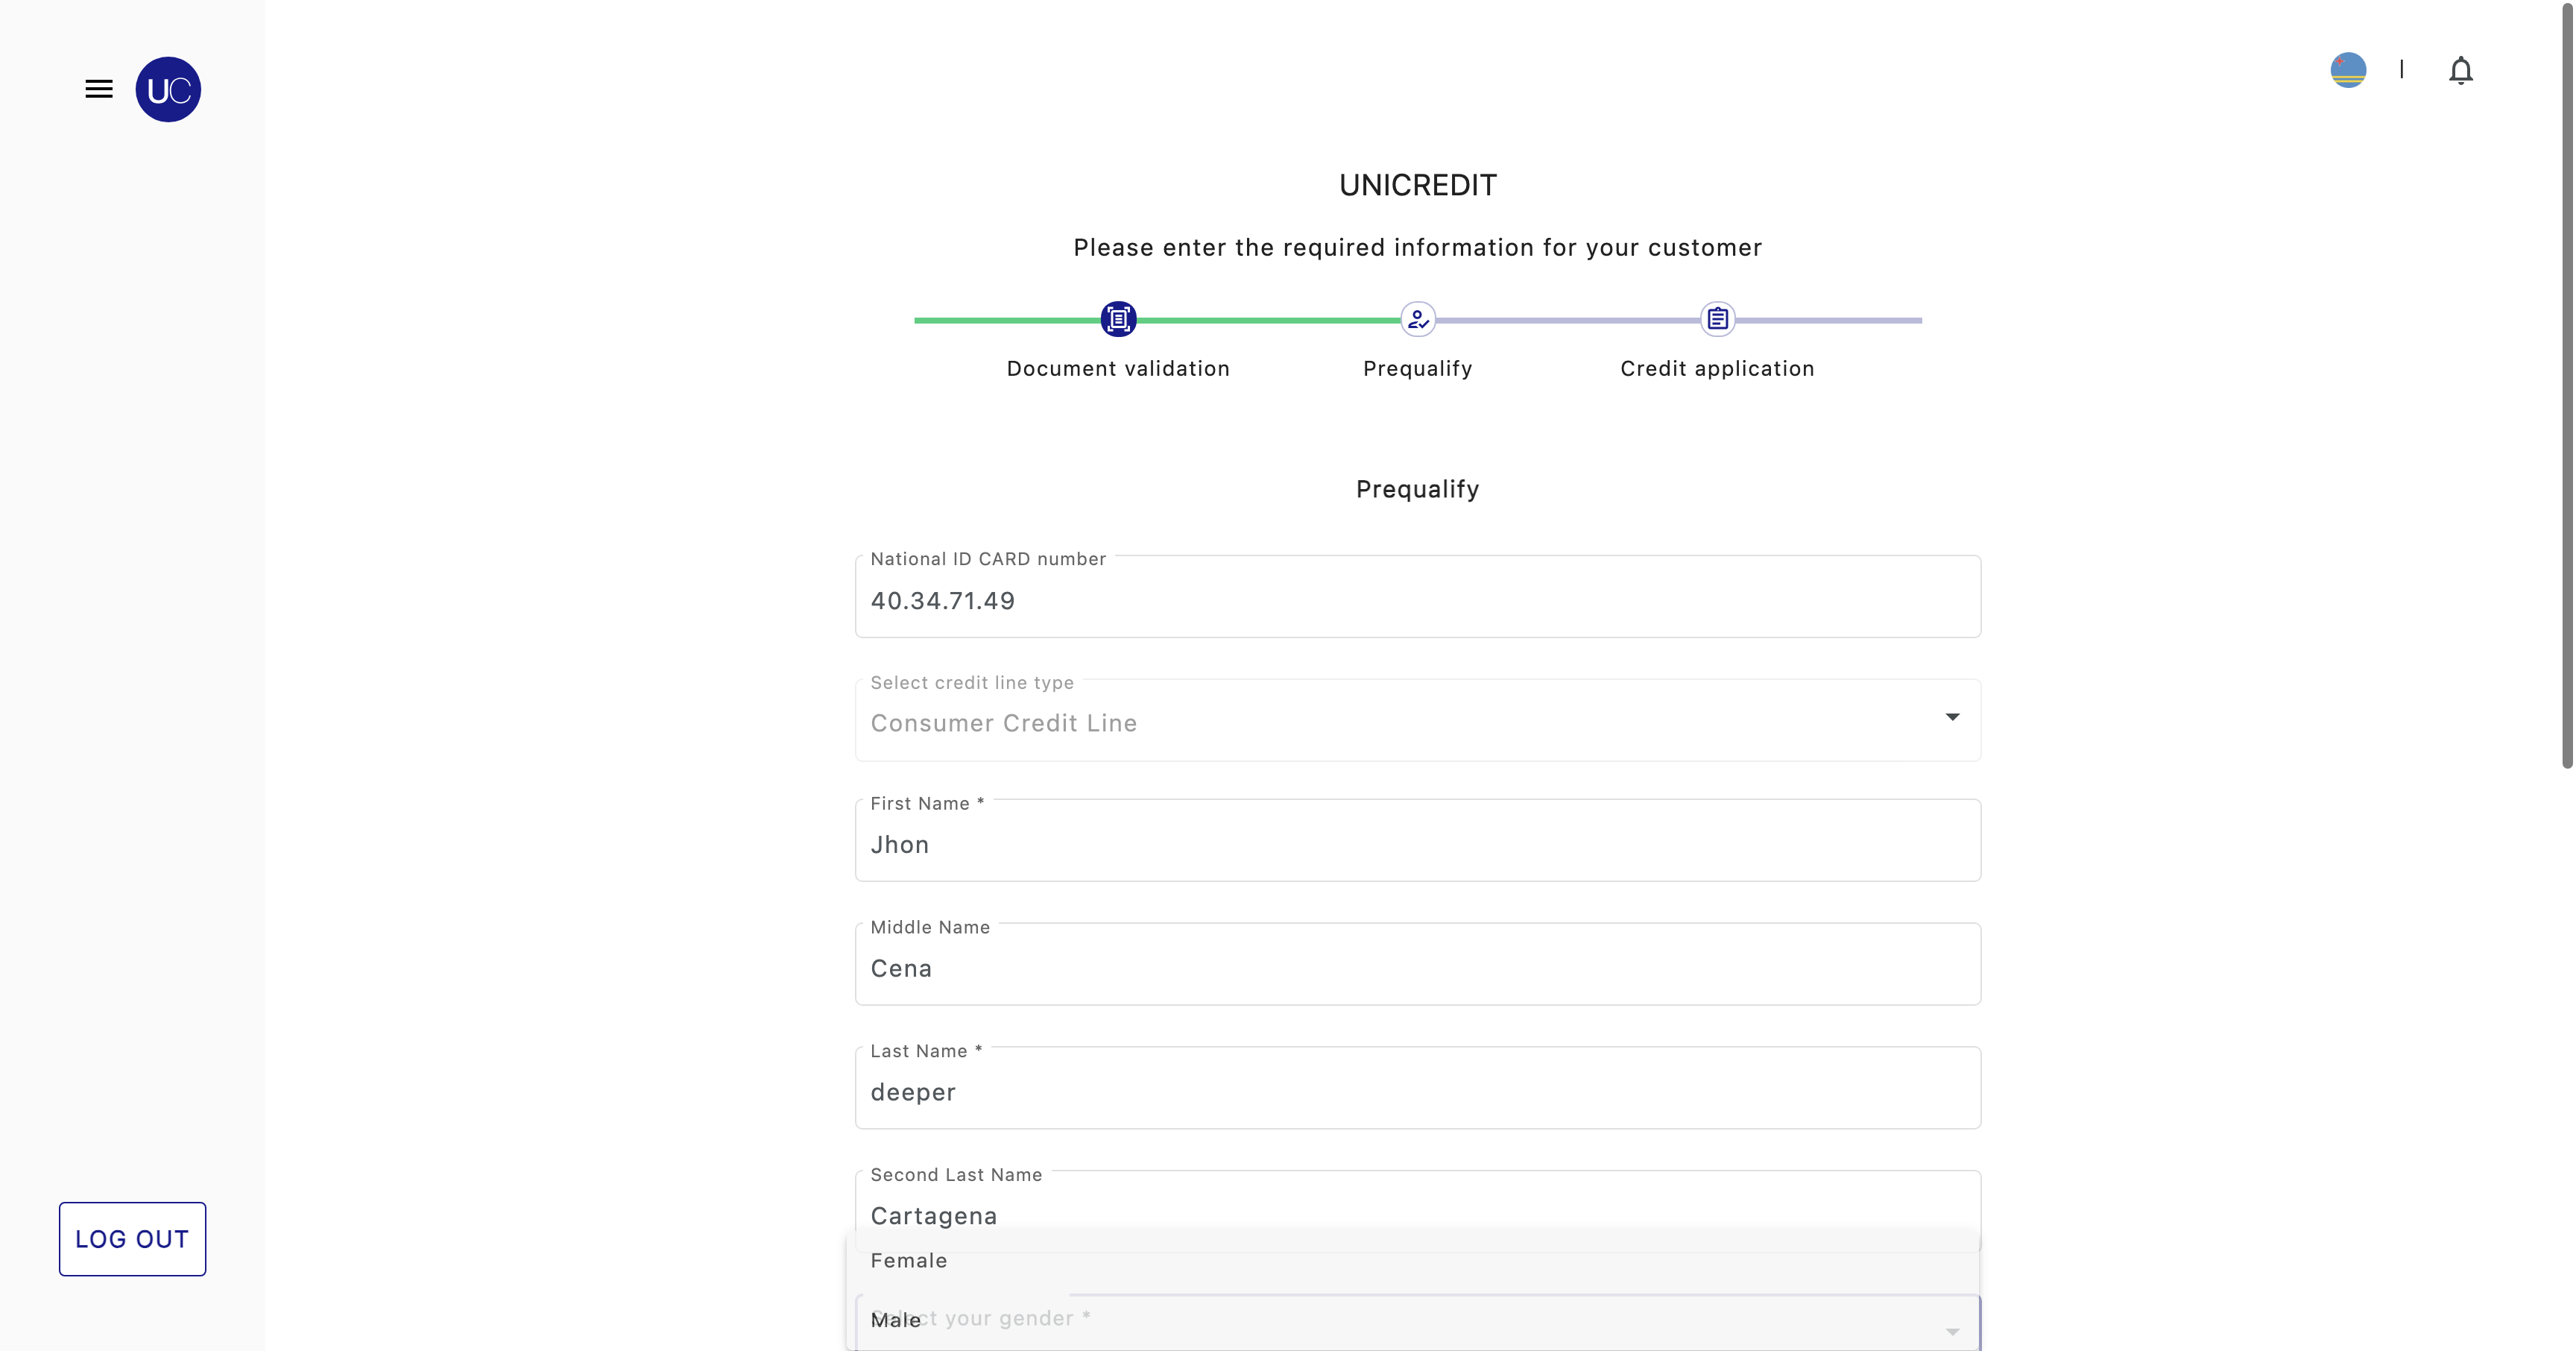 UC
UNICREDIT
Please enter the required information for your customer
Document validation
Prequalify
Credit application
Prequalify
National ID CARD number
40.34.71.49
Select credit line type
Consumer Credit Line
First Name *
Jhon
Middle Name
Cena
Last Name *
deeper
Second Last Name
Cartagena
Female
Select your gender *
Male
LOG OUT